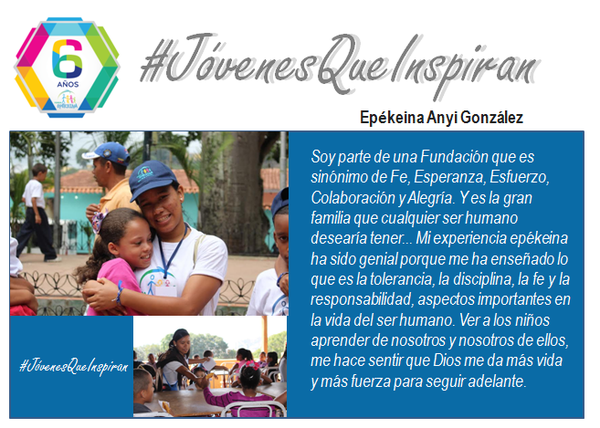 #JóvenesQueInspiran
6
AÑOS
Epékeina Anyi González
Soy parte de una Fundación que es
sinónimo de Fe, Esperanza, Esfuerzo,
Colaboración y Alegría. Y es la gran
familia que cualquier ser humano
desearía tener... Mi experiencia epékeina
ha sido genial porque me ha enseñado lo
que es la tolerancia, la disciplina, la fe y la
responsabilidad, aspectos importantes en
la vida del ser humano. Ver a los niños
aprender de nosotros y nosotros de ellos,
me hace sentir que Dios me da más vida
y más fuerza para seguir adelante.
#JóvenesQueInspiran